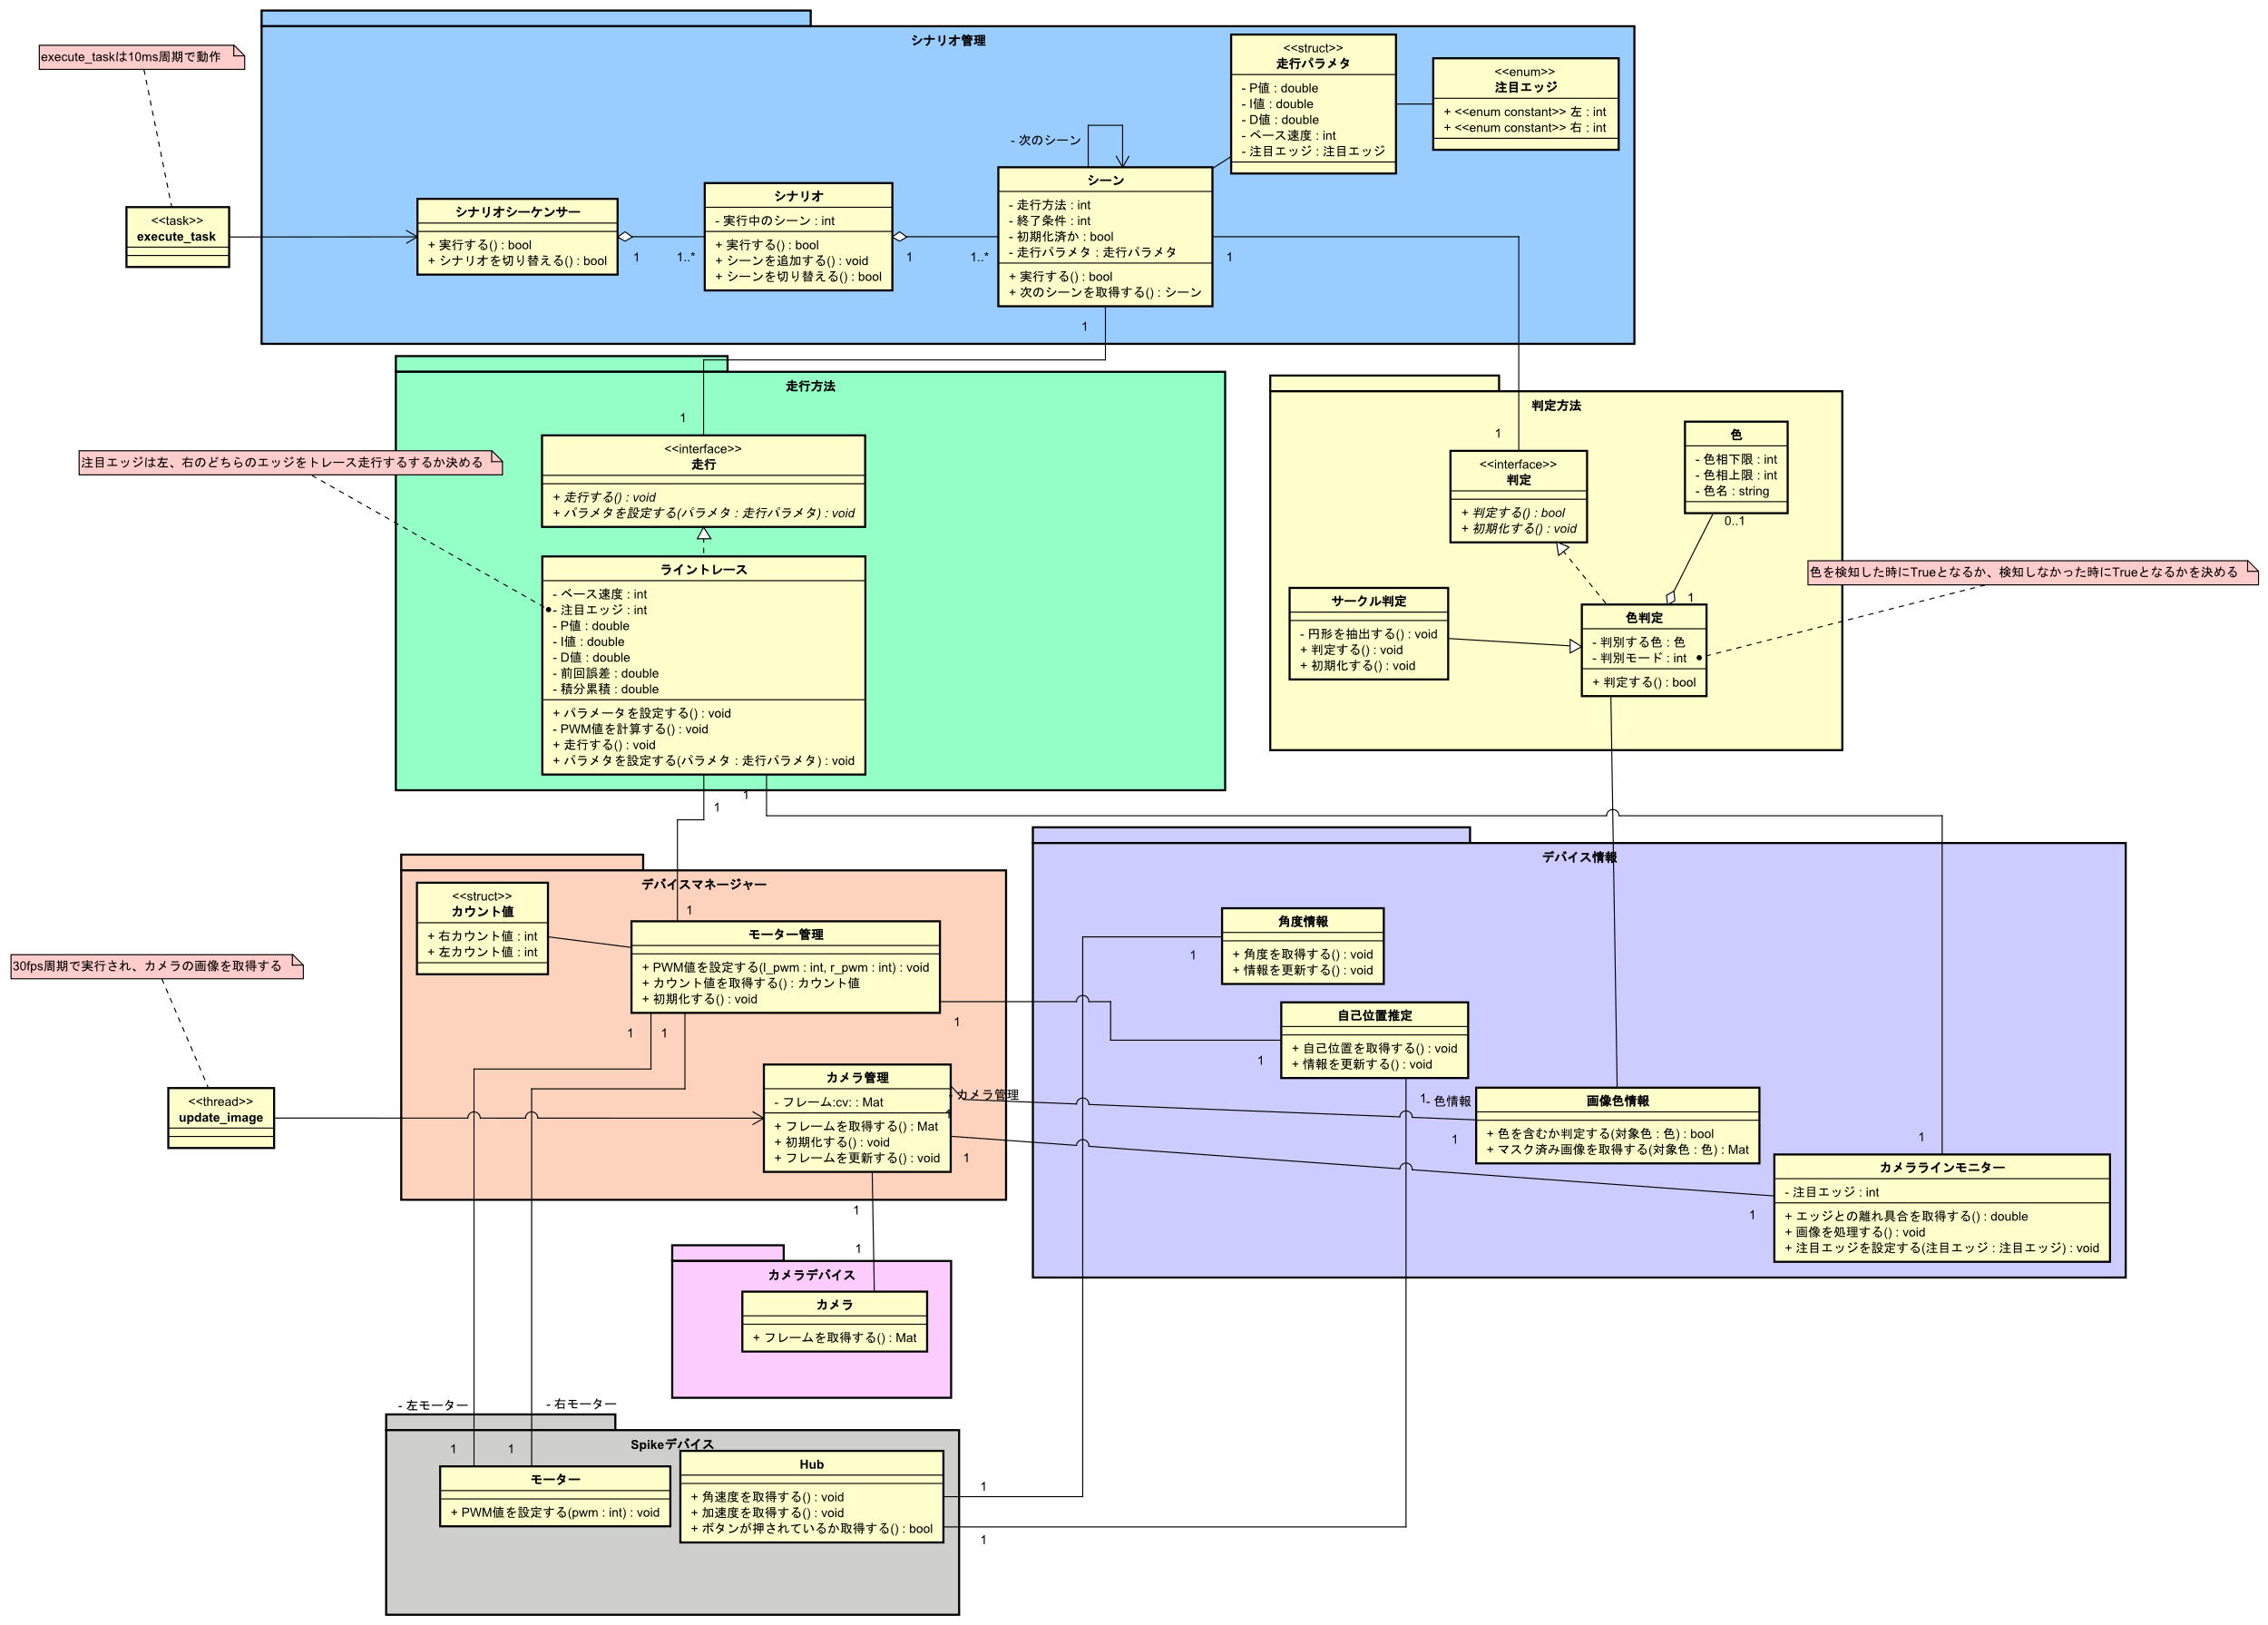 シナリオ管理
execute_taskは10ms周期で動作
<<task>>
execute_task
シナリオシーケンサー
+ 実行する() : bool
+ シナリオを切り替える() : bool
1
1..*
シナリオ
- 実行中のシーン : int
+ 実行する() : bool
+ シーンを追加する() : void
+ シーンを切り替える() : bool
1
1..*
- 次のシーン
シーン
- 走行方法 : int
- 終了条件 : int
- 初期化済か : bool
- 走行パラメタ : 走行パラメタ
+ 実行する() : bool
+ 次のシーンを取得する() : シーン
1
1
<<struct>>
走行パラメタ
- P値 : double
- I値 : double
- D値 : double
- ベース速度 : int
- 注目エッジ : 注目エッジ
<<enum>>
注目エッジ
+ <<enum constant>> 左 : int
+ <<enum constant>> 右 : int
走行方法
1
<<interface>>
走行
+ 走行する() : void
+ パラメタを設定する(パラメタ : 走行パラメタ) : void
注目エッジは左、右のどちらのエッジをトレース走行するするか決める
ライントレース
- ベース速度 : int
- 注目エッジ : int
- P値 : double
- I値 : double
- D値 : double
- 前回誤差 : double
- 積分累積 : double
+ パラメータを設定する() : void
- PWM値を計算する() : void
+ 走行する() : void
+ パラメタを設定する(パラメタ : 走行パラメタ) : void
1
1
判定方法
1
<<interface>>
判定
+ 判定する() : bool
+ 初期化する() : void
色
- 色相下限 : int
- 色相上限 : int
- 色名 : string
0..1
色を検知した時にTrueとなるか、検知しなかった時にTrueとなるかを決める
サークル判定
- 円形を抽出する() : void
+ 判定する() : void
+ 初期化する() : void
1
色判定
- 判別する色 : 色
- 判別モード : int
+ 判定する() : bool
デバイスマネージャー
<<struct>>
カウント値
+ 右カウント値 : int
+ 左カウント値 : int
1
モーター管理
+ PWM値を設定する(l_pwm : int, r_pwm : int) : void
+ カウント値を取得する() : カウント値
+ 初期化する() : void
1
1
1
30fps周期で実行され、カメラの画像を取得する
<<thread>>
update_image
カメラ管理
- フレーム:cv: : Mat
+ フレームを取得する() : Mat
+ 初期化する() : void
+ フレームを更新する() : void
- カメラ管理
1
1
1
デバイス情報
角度情報
+ 角度を取得する() : void
+ 情報を更新する() : void
1
自己位置推定
+ 自己位置を取得する() : void
+ 情報を更新する() : void
1
1
- 色情報
1
画像色情報
+ 色を含むか判定する(対象色 : 色) : bool
+ マスク済み画像を取得する(対象色 : 色) : Mat
1
カメララインモニター
- 注目エッジ : int
+ エッジとの離れ具合を取得する() : double
+ 画像を処理する() : void
+ 注目エッジを設定する(注目エッジ : 注目エッジ) : void
1
カメラデバイス
1
カメラ
+ フレームを取得する() : Mat
- 左モーター
- 右モーター
Spikeデバイス
1
1
モーター
+ PWM値を設定する(pwm : int) : void
Hub
+ 角速度を取得する() : void
+ 加速度を取得する() : void
+ ボタンが押されているか取得する() : bool
1
1